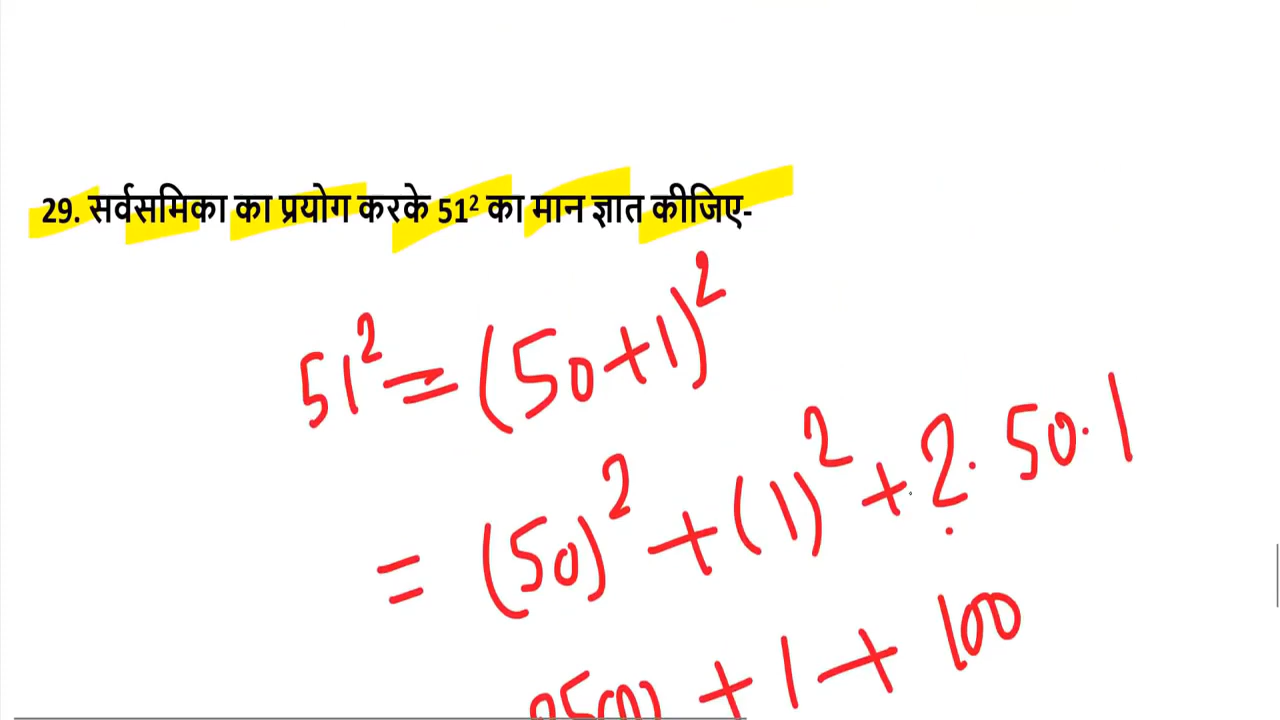 29. सर्वसमिका का प्रयोग करके 51² का मान ज्ञात कीजिए-
51² = (50+1)²
= (50)² + (1)² + 2. 50.1
2500 + 1 + 100